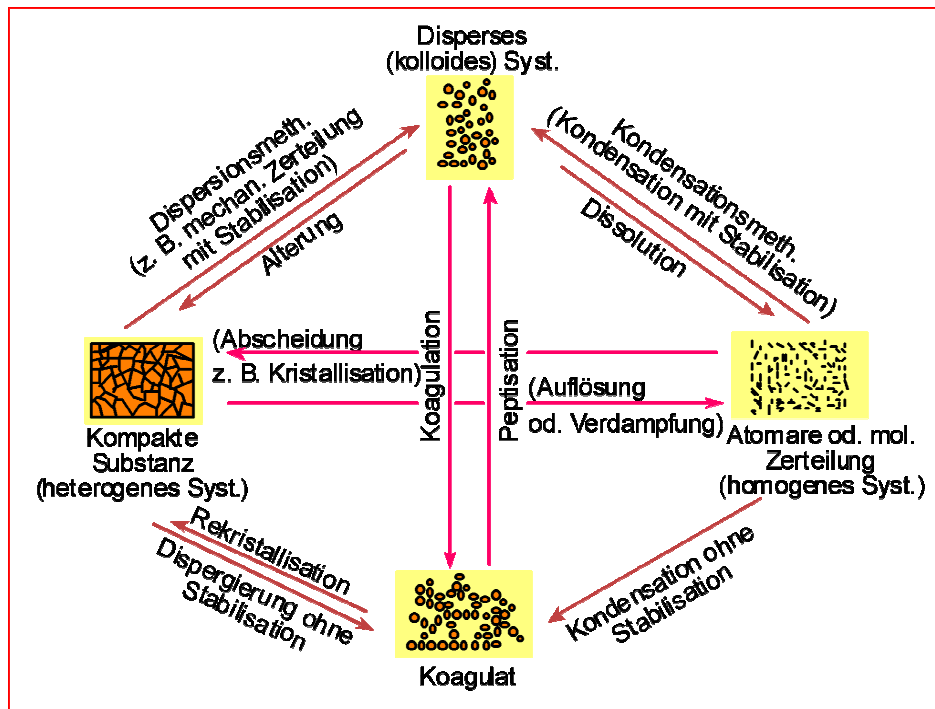 Disperses
(kolloides) Syst.
Dispersionsmeth.
(z. B. mechan. Zerteilung
mit Stabilisation)
Alterung
Kondensationsmeth.
(Kondensation mit Stabilisation)
Dissolution
(Abscheidung
z. B. Kristallisation)
Koagulation
Peptisation
(Auflösung
od. Verdampfung)
Kompakte
Substanz
(heterogenes Syst.)
Atomare od. mol.
Zerteilung
(homogenes Syst.)
Rekristallisation
Dispergierung ohne
Stabilisation
Kondensation ohne
Stabilisation
Koagulat